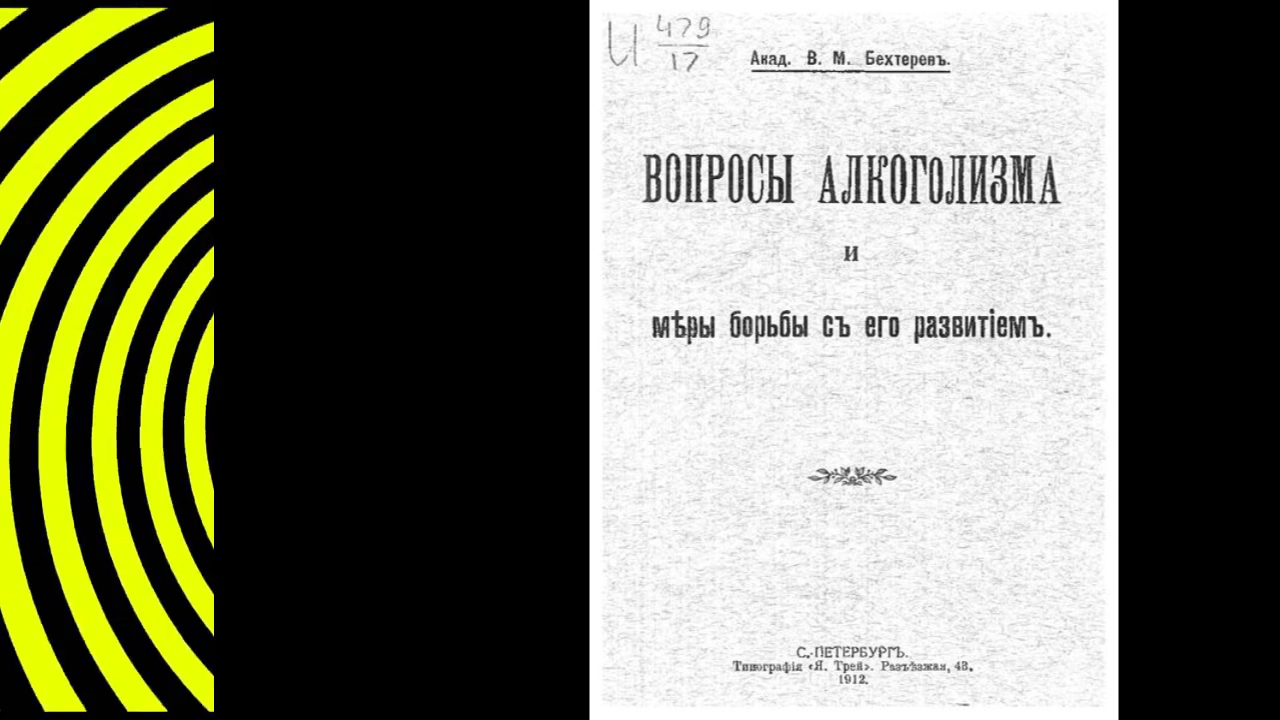 И 479
17
Акад. В. М. Бехтеревъ.
ВОПРОСЫ АЛКОГОЛИЗМА
и
мѣры борьбы съ его развитіемъ.
С.-ПЕТЕРБУРГЪ.
Типографія «Я. Трей». Разъѣзжая, 43.
1912.